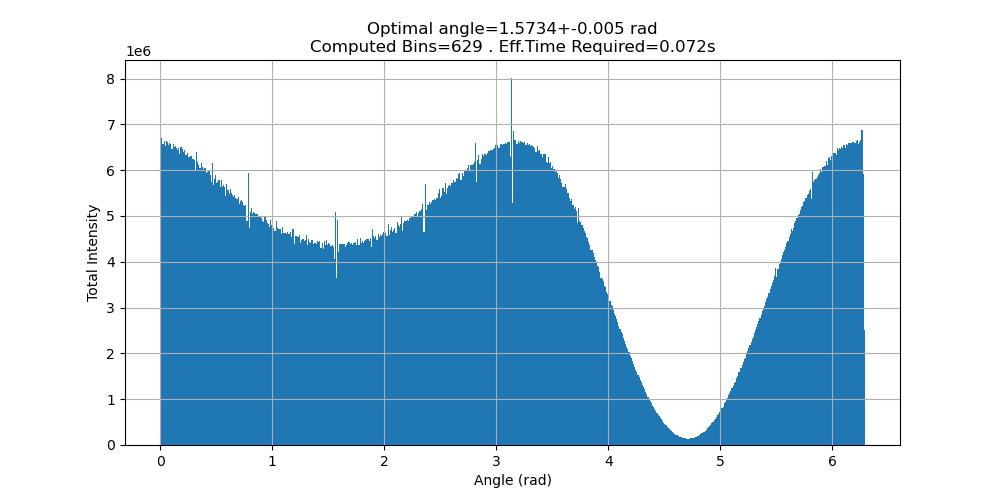 Optimal angle=1.5734+-0.005 rad
Computed Bins=629 . Eff.Time Required=0.072s
1e6
8
7
6
5
4
3
2
1
0
Total Intensity
0 1 2 3 4 5 6
Angle (rad)